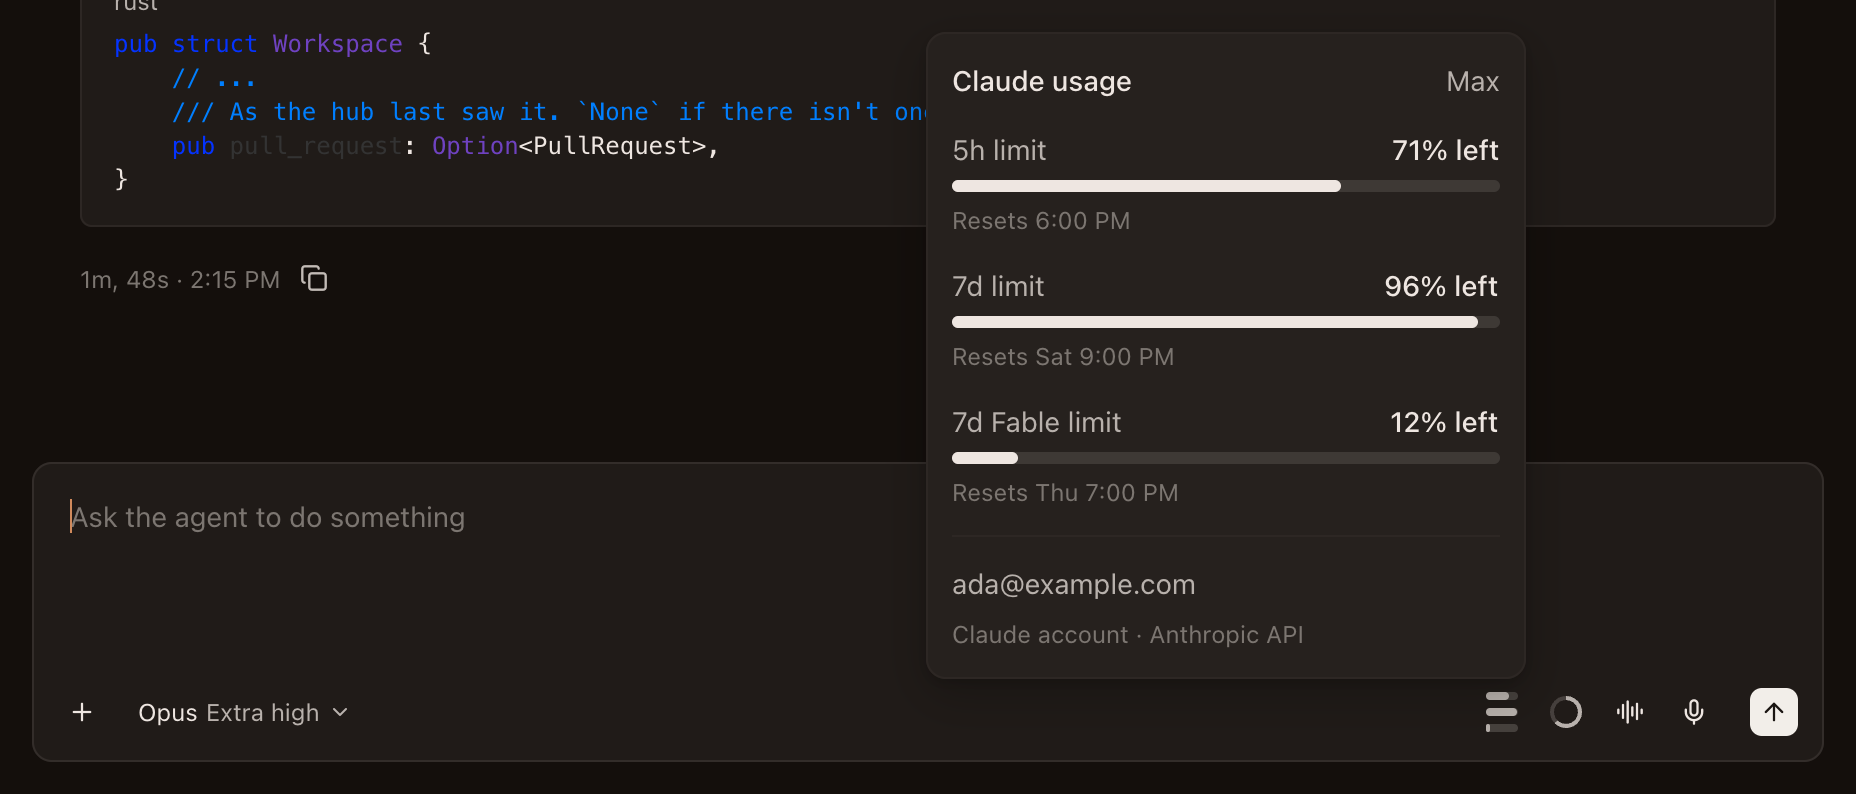 rust
pub struct Workspace {
// ...
/// As the hub last saw it. `None` if there isn't
pub pull_request: Option<PullRequest>,
}
1m, 48s · 2:15 PM
Claude usage
Max
5h limit
71% left
Resets 6:00 PM
7d limit
96% left
Resets Sat 9:00 PM
7d Fable limit
12% left
Resets Thu 7:00 PM
ada@example.com
Claude account · Anthropic API
Ask the agent to do something
Opus Extra high